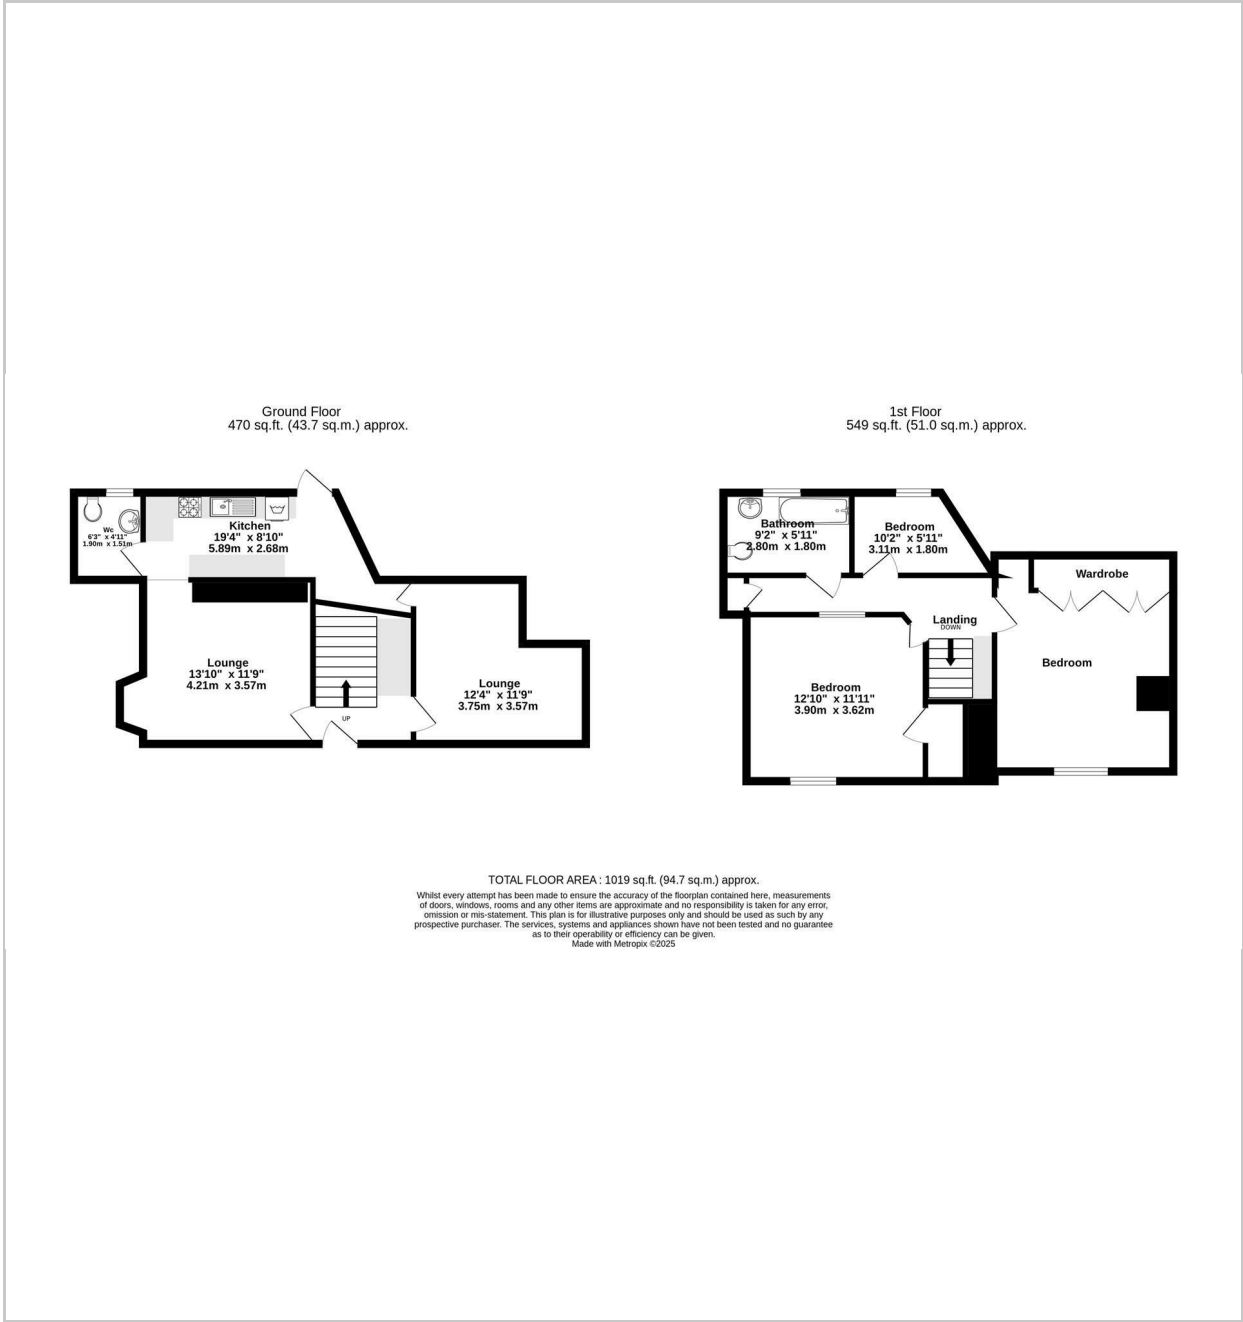 Ground Floor
470 sq.ft. (43.7 sq.m.) approx.
1st Floor
549 sq.ft. (51.0 sq.m.) approx.
Wc
6'3" x 4'11"
1.90m x 1.51m
Kitchen
19'4" x 8'10"
5.89m x 2.68m
Lounge
13'10" x 11'9"
4.21m x 3.57m
UP
Lounge
12'4" x 11'9"
3.75m x 3.57m
Bathroom
9'2" x 5'11"
2.80m x 1.80m
Bedroom
10'2" x 5'11"
3.11m x 1.80m
Wardrobe
Landing
DOWN
Bedroom
Bedroom
12'10" x 11'11"
3.90m x 3.62m
TOTAL FLOOR AREA : 1019 sq.ft. (94.7 sq.m.) approx.
Whilst every attempt has been made to ensure the accuracy of the floorplan contained here, measurements
of doors, windows, rooms and any other items are approximate and no responsibility is taken for any error,
omission or mis-statement. This plan is for illustrative purposes only and should be used as such by any
prospective purchaser. The services, systems and appliances shown have not been tested and no guarantee
as to their operability or efficiency can be given.
Made with Metropix ©2025